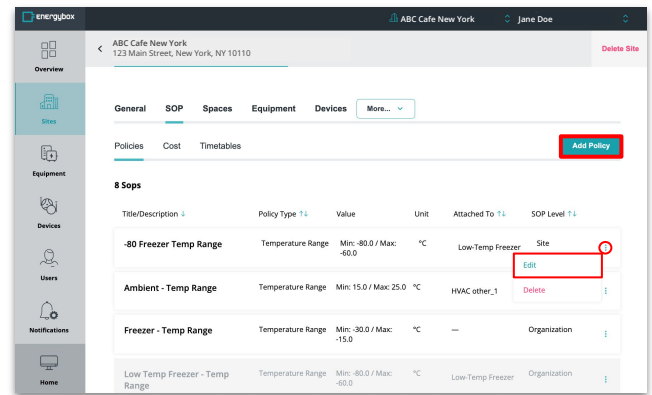 energybox
ABC Cafe New York
Jane Doe
ABC Cafe New York
123 Main Street, New York, NY 10110
Delete Site
Overview
Sites
Equipment
Devices
Users
Notifications
Home
General SOP Spaces Equipment Devices More...
Policies Cost Timetables
Add Policy
8 Sops
Title/Description Policy Type Value Unit Attached To SOP Level
-80 Freezer Temp Range Temperature Range Min: -80.0 / Max: °C Low-Temp Freezer Site
-60.0
Edit
Delete
Ambient - Temp Range Temperature Range Min: 15.0 / Max: 25.0 °C HVAC other_1
Freezer - Temp Range Temperature Range Min: -30.0 / Max: °C — Organization
-15.0
Low Temp Freezer - Temp Temperature Range Min: -80.0 / Max: °C Low-Temp Freezer Organization
Range -60.0